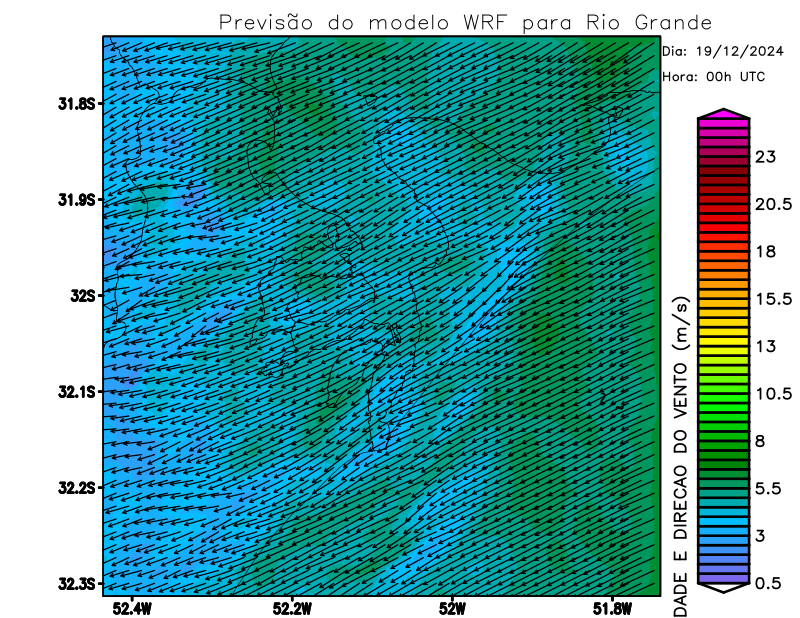 Previsão do modelo WRF para Rio Grande
Dia: 19/12/2024
Hora: 00h UTC
31.8S
31.9S
32S
32.1S
32.2S
32.3S
52.4W
52.2W
52W
51.8W
23
20.5
18
15.5
13
10.5
8
5.5
3
0.5
DADE E DIRECAO DO VENTO (m/s)